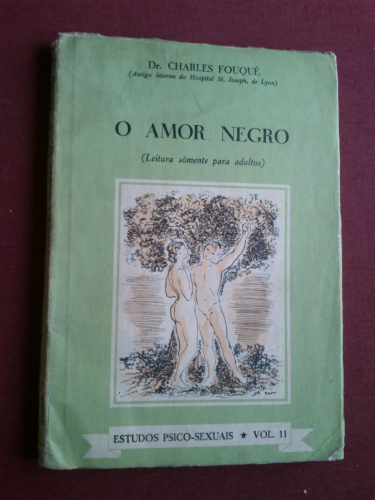 Dr. CHARLES FOUQUÉ
(Antigo interno do Hospital St. Joseph, de Lyon)
O AMOR NEGRO
(Leitura sòmente para adultos)
ESTUDOS PSICO-SEXUAIS ★ VOL. 11